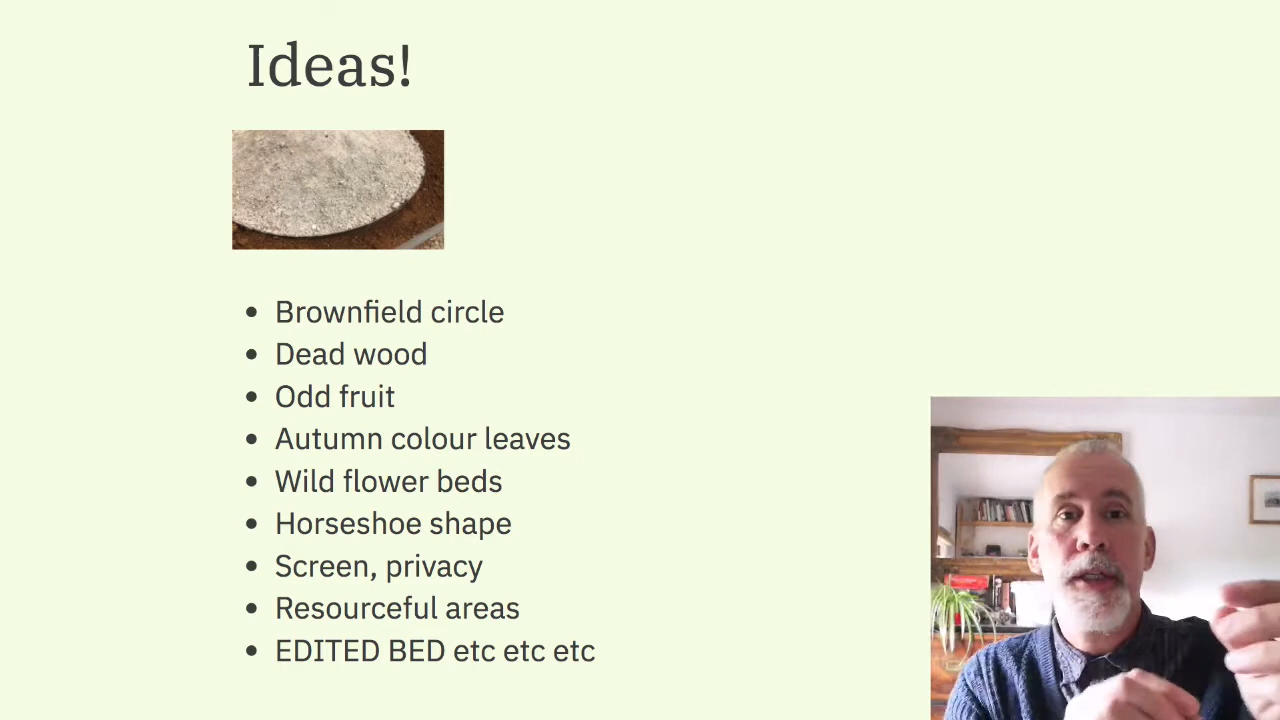 Ideas!
Brownfield circle
Dead wood
Odd fruit
Autumn colour leaves
Wild flower beds
Horseshoe shape
Screen, privacy
Resourceful areas
EDITED BED etc etc etc